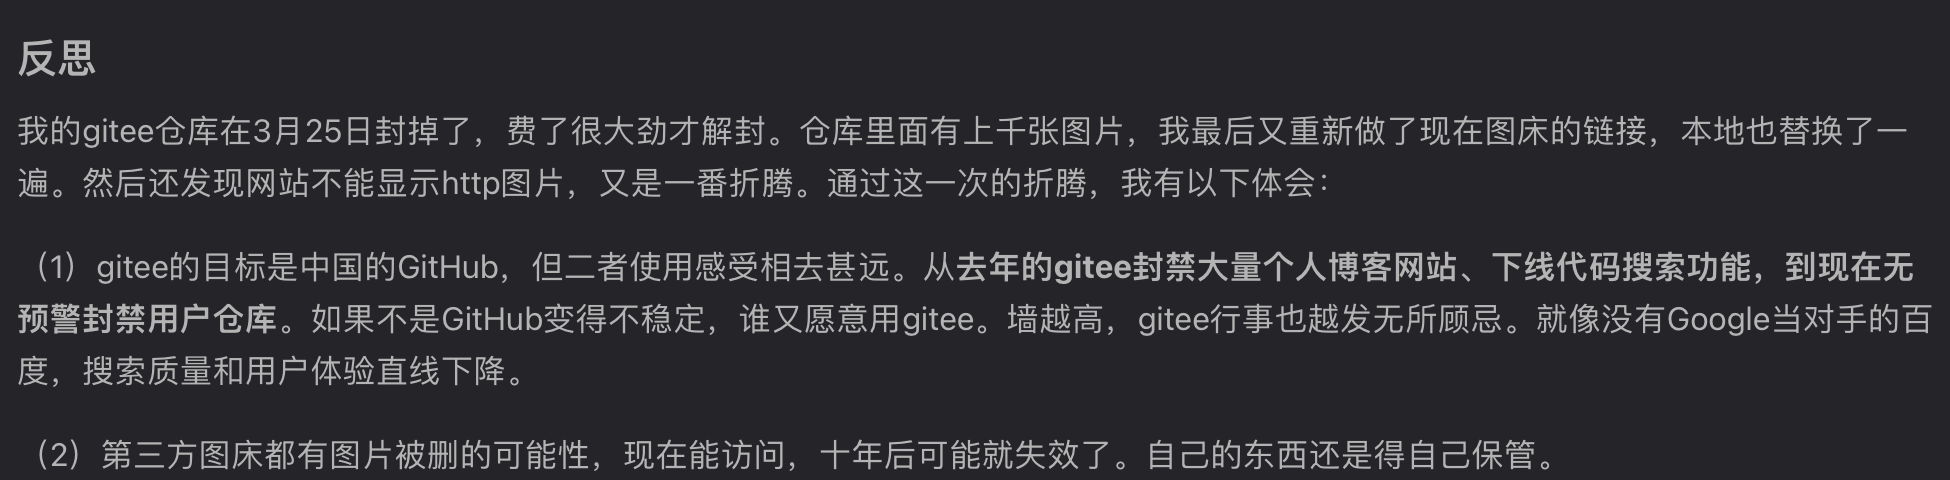 反思
我的gitee仓库在3月25日封掉了，费了很大劲才解封。仓库里面有上千张图片，我最后又重新做了现在图床的链接，本地也替换了一
遍。然后还发现网站不能显示http图片，又是一番折腾。通过这一次的折腾，我有以下体会：
（1）gitee的目标是中国的GitHub，但二者使用感受相去甚远。从去年的gitee封禁大量个人博客网站、下线代码搜索功能，到现在无
预警封禁用户仓库。如果不是GitHub变得不稳定，谁又愿意用gitee。墙越高，gitee行事也越发无所顾忌。就像没有Google当对手的百
度，搜索质量和用户体验直线下降。
（2）第三方图床都有图片被删的可能性，现在能访问，十年后可能就失效了。自己的东西还是得自己保管。